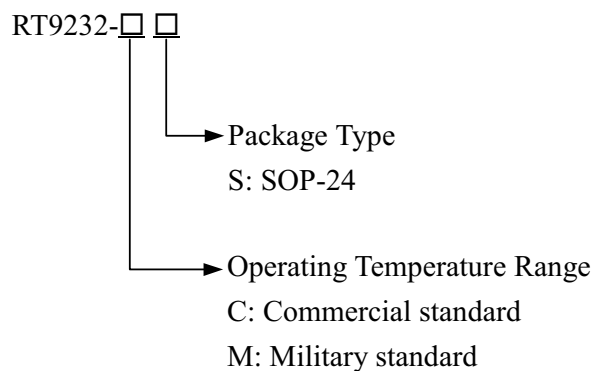 RT9232-□ □
Package Type
S: SOP-24
Operating Temperature Range
C: Commercial standard
M: Military standard